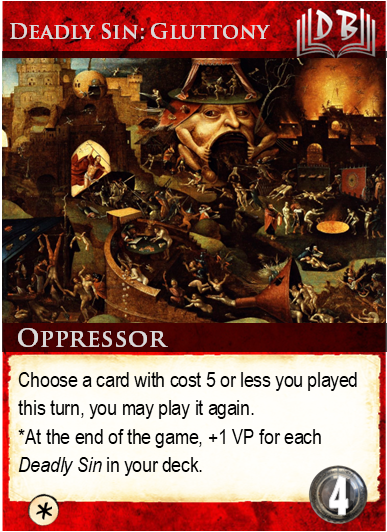 Deadly Sin: Gluttony
DB
Oppressor
Choose a card with cost 5 or less you played
this turn, you may play it again.
*At the end of the game, +1 VP for each
Deadly Sin in your deck.
*
4